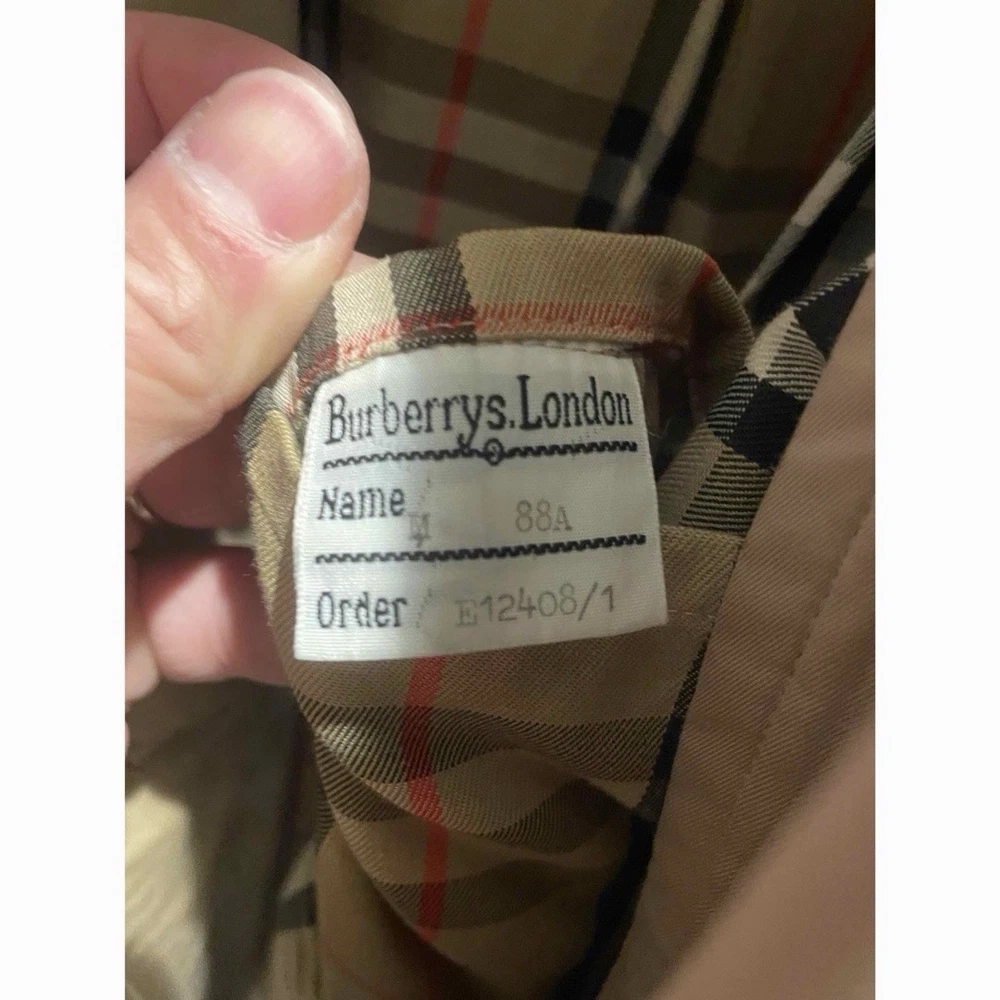 Burberrys.London
Name M 88A
Order E12408/1